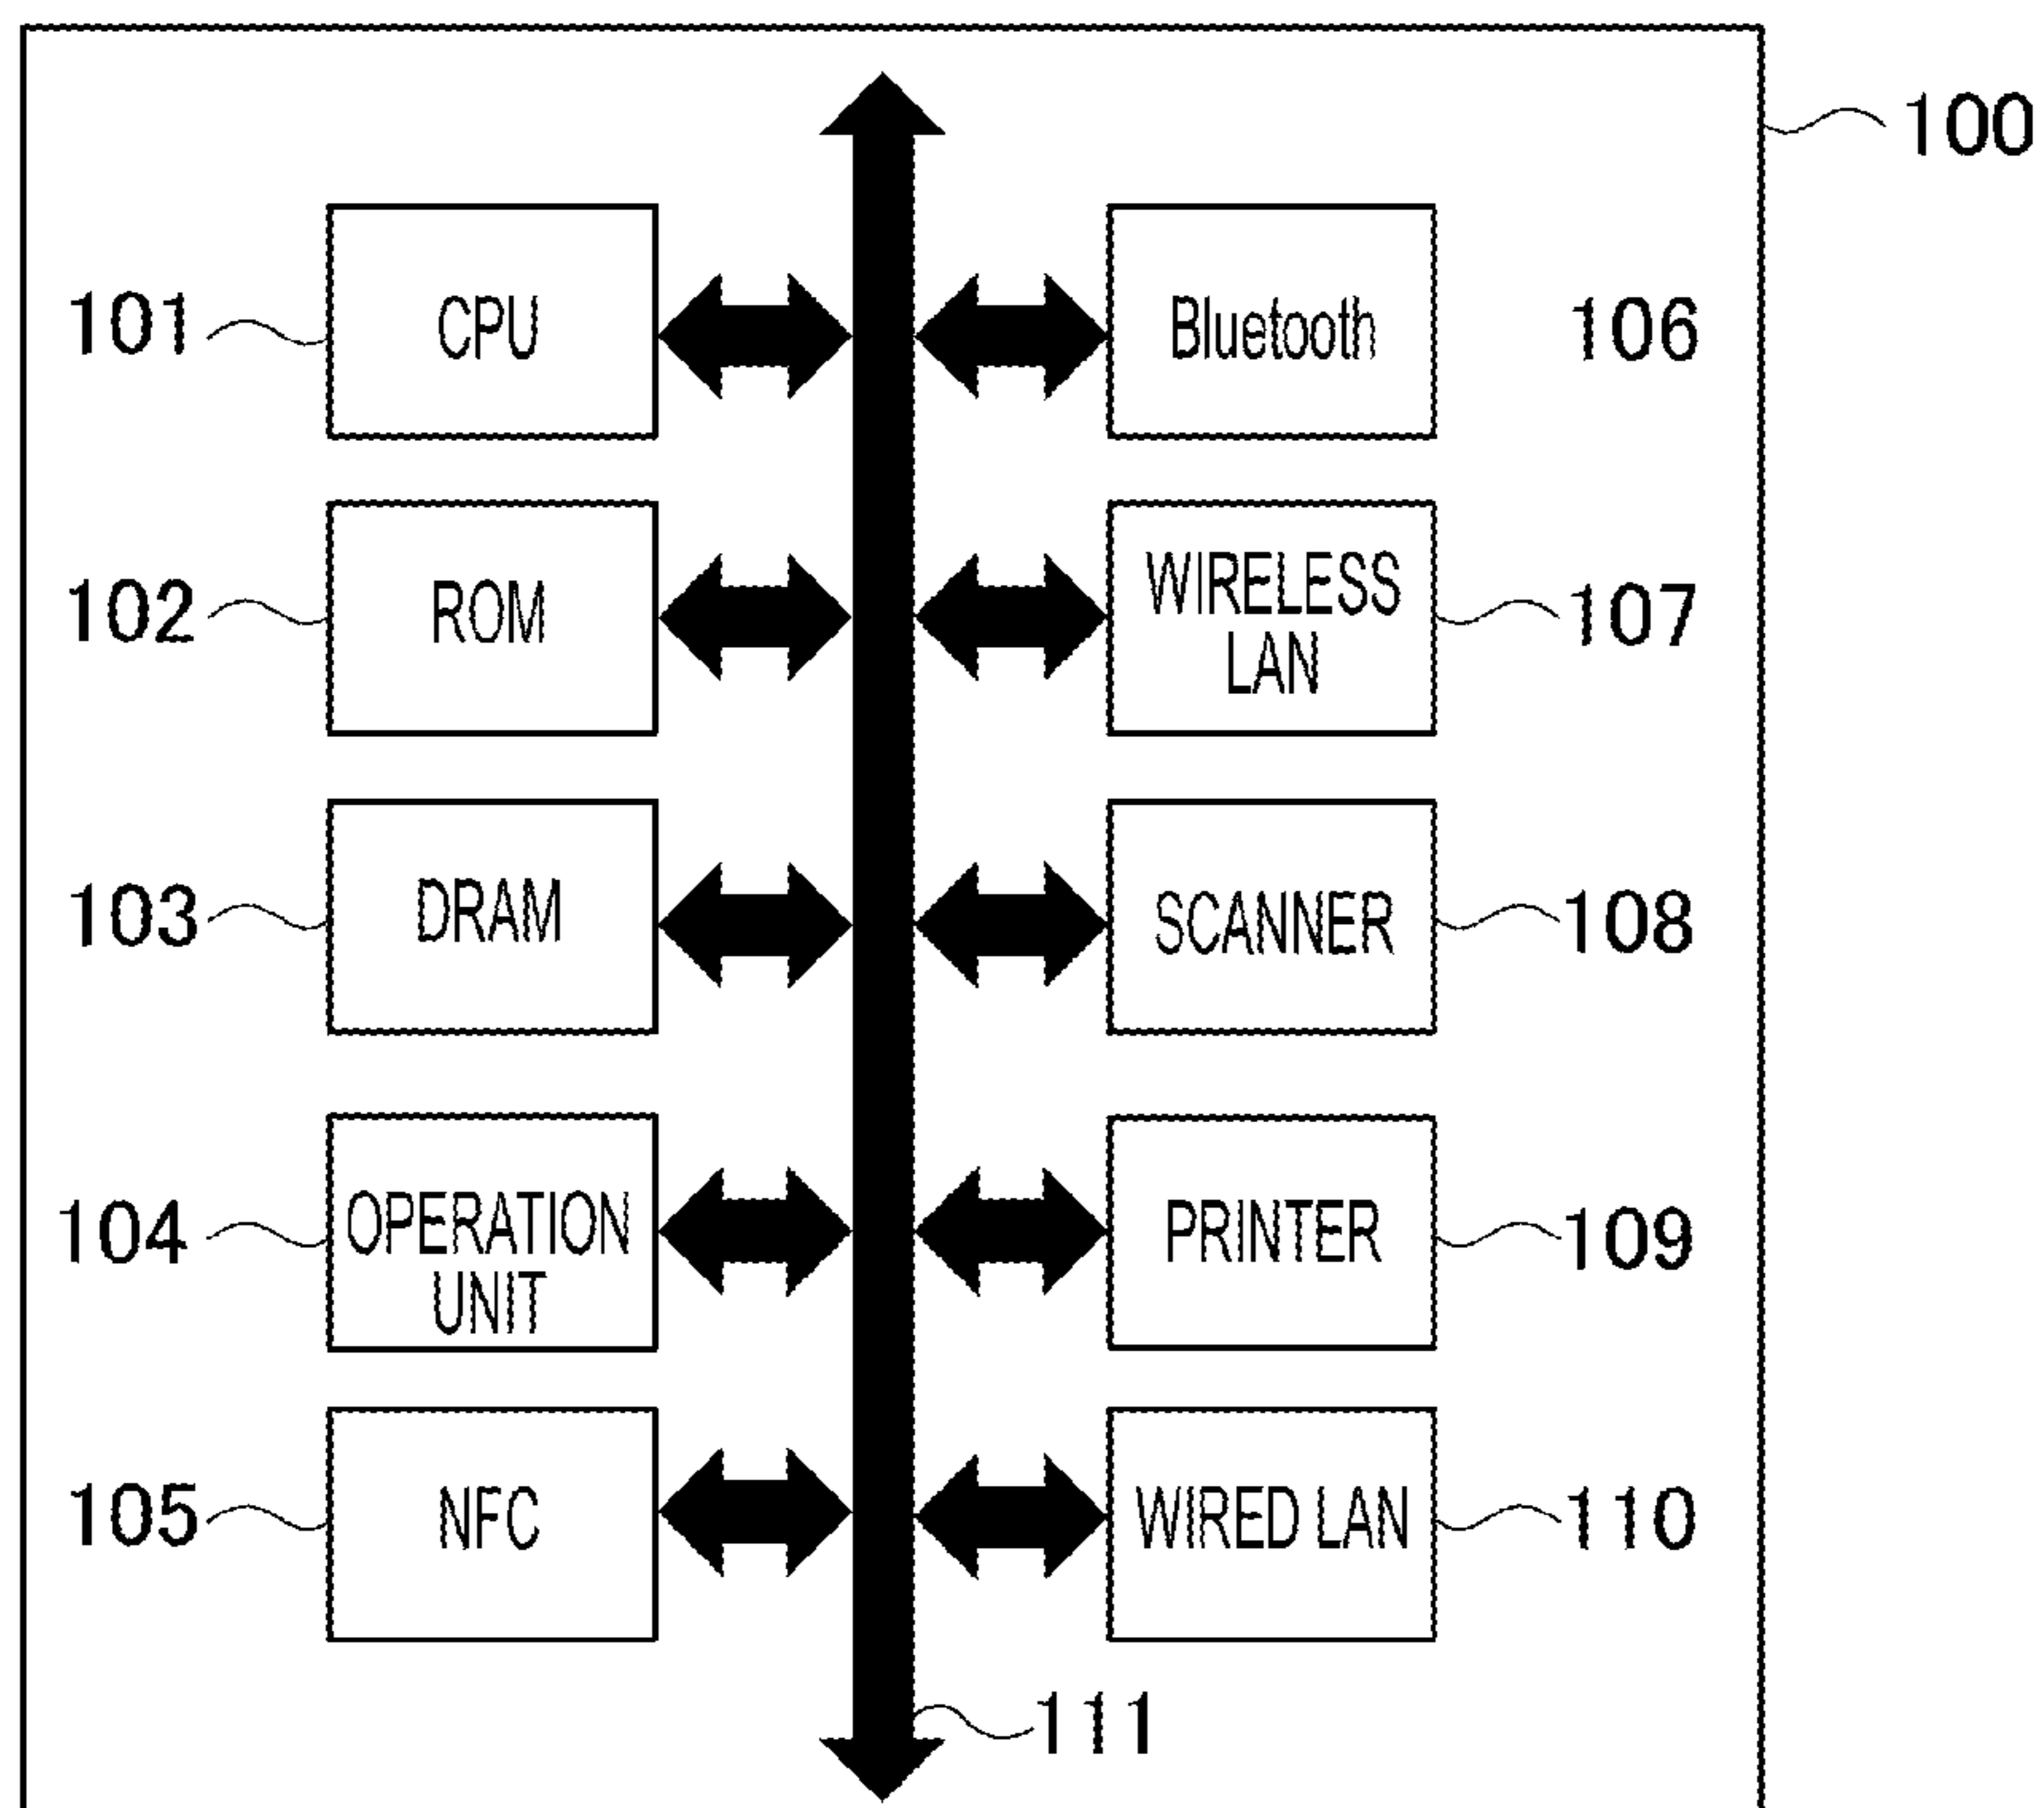 100
101
CPU
Bluetooth
106
102
ROM
WIRELESS
LAN
107
103
DRAM
SCANNER
108
104
OPERATION
UNIT
PRINTER
109
105
NFC
WIRED LAN
110
111